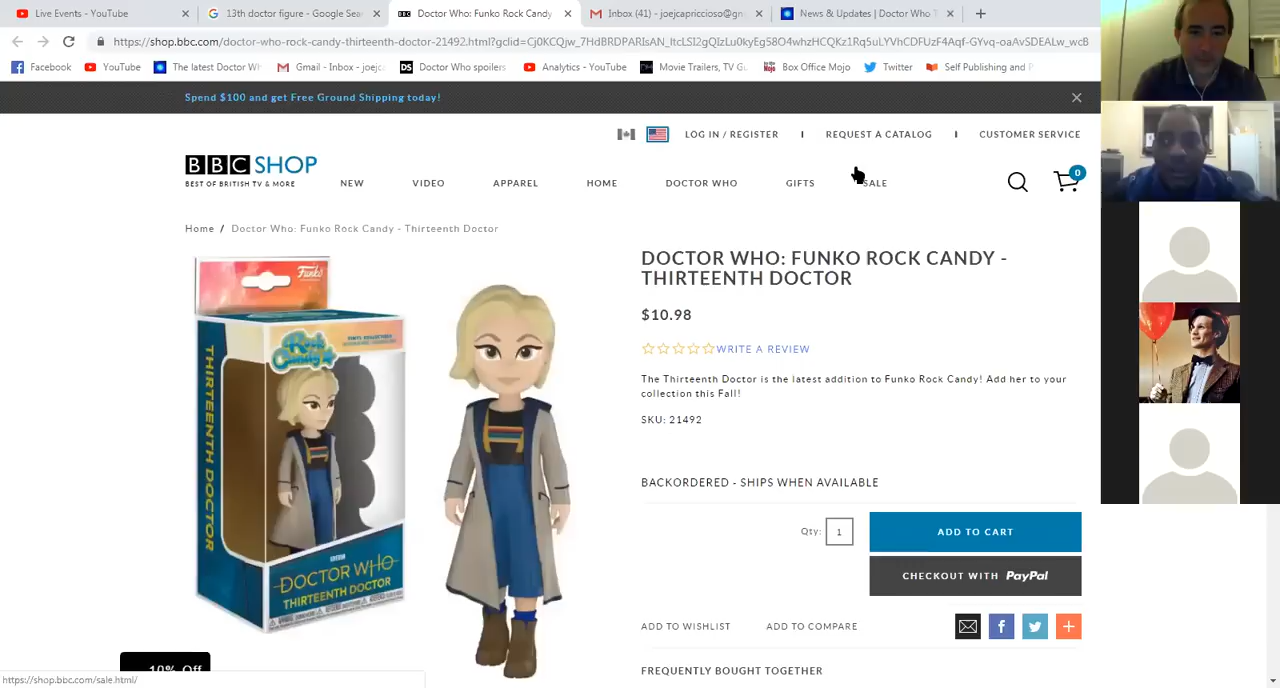 Live Events - YouTube
13th doctor figure - Google Sea
BBC Doctor Who: Funko Rock Candy
Inbox (41) - joejcapriccioso@gm
News & Updates | Doctor Who T
https://shop.bbc.com/doctor-who-rock-candy-thirteenth-doctor-21492.html?gclid=
Facebook
YouTube
The latest Doctor Wh
Gmail - Inbox - joejc
DS Doctor Who spoilers
Analytics - YouTube
Movie Trailers, TV G
Box Office Mojo
Twitter
Self Publishing and P
Spend $100 and get Free Ground Shipping today!
LOG IN / REGISTER
REQUEST A CATALOG
CUSTOMER SERVICE
BBC SHOP
BEST OF BRITISH TV & MORE
NEW
VIDEO
APPAREL
HOME
DOCTOR WHO
GIFTS
SALE
0
Home / Doctor Who: Funko Rock Candy - Thirteenth Doctor
Funko
Rock Candy
THIRTEENTH DOCTOR
BBC
DOCTOR WHO
THIRTEENTH DOCTOR
DOCTOR WHO: FUNKO ROCK CANDY -
THIRTEENTH DOCTOR
$10.98
WRITE A REVIEW
The Thirteenth Doctor is the latest addition to Funko Rock Candy! Add her to your
collection this Fall!
SKU: 21492
BACKORDERED - SHIPS WHEN AVAILABLE
Qty: 1
ADD TO CART
CHECKOUT WITH PayPal
ADD TO WISHLIST
ADD TO COMPARE
FREQUENTLY BOUGHT TOGETHER
10% Off
https://shop.bbc.com/sale.html/